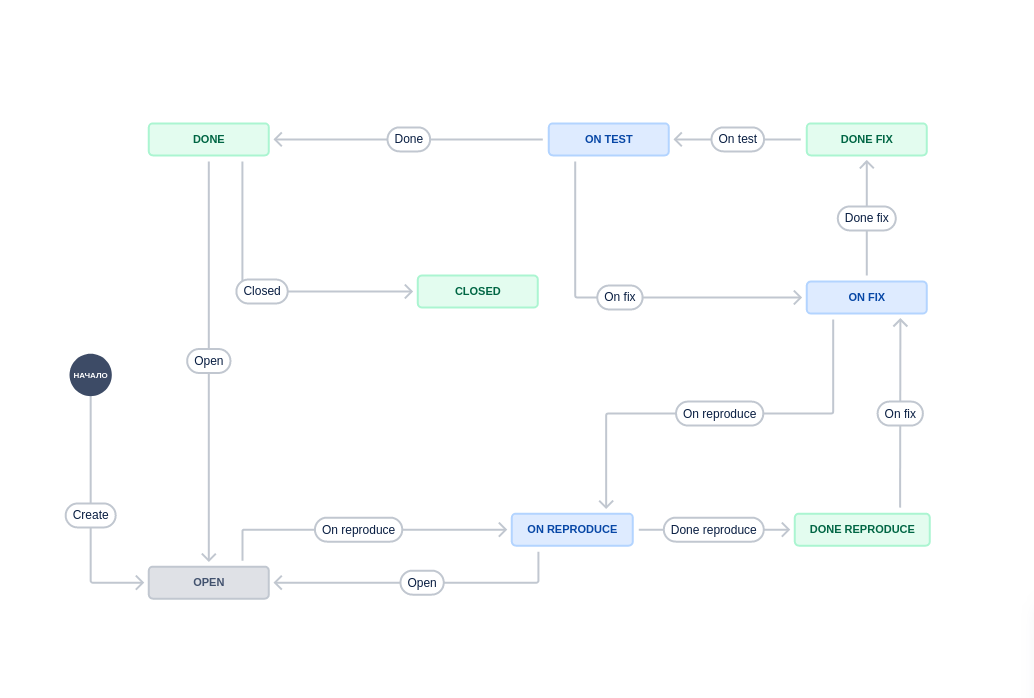 DONE
Done
ON TEST
On test
DONE FIX
Done fix
Closed
CLOSED
On fix
ON FIX
Open
НАЧАЛО
On reproduce
On fix
Create
On reproduce
ON REPRODUCE
Done reproduce
DONE REPRODUCE
OPEN
Open